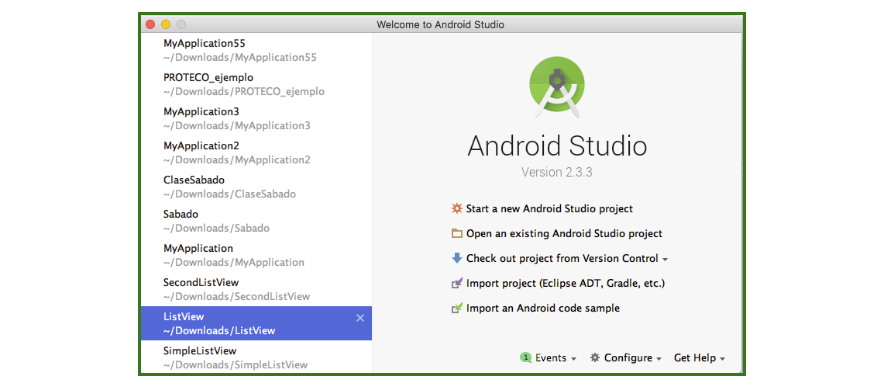 Welcome to Android Studio
MyApplication55
~/Downloads/MyApplication55
PROTECO_ejemplo
~/Downloads/PROTECO_ejemplo
MyApplication3
~/Downloads/MyApplication3
MyApplication2
~/Downloads/MyApplication2
ClaseSabado
~/Downloads/ClaseSabado
Sabado
~/Downloads/Sabado
MyApplication
~/Downloads/MyApplication
SecondListView
~/Downloads/SecondListView
ListView
~/Downloads/ListView
SimpleListView
~/Downloads/SimpleListView
Android Studio
Version 2.3.3
Start a new Android Studio project
Open an existing Android Studio project
Check out project from Version Control
Import project (Eclipse ADT, Gradle, etc.)
Import an Android code sample
1 Events Configure Get Help